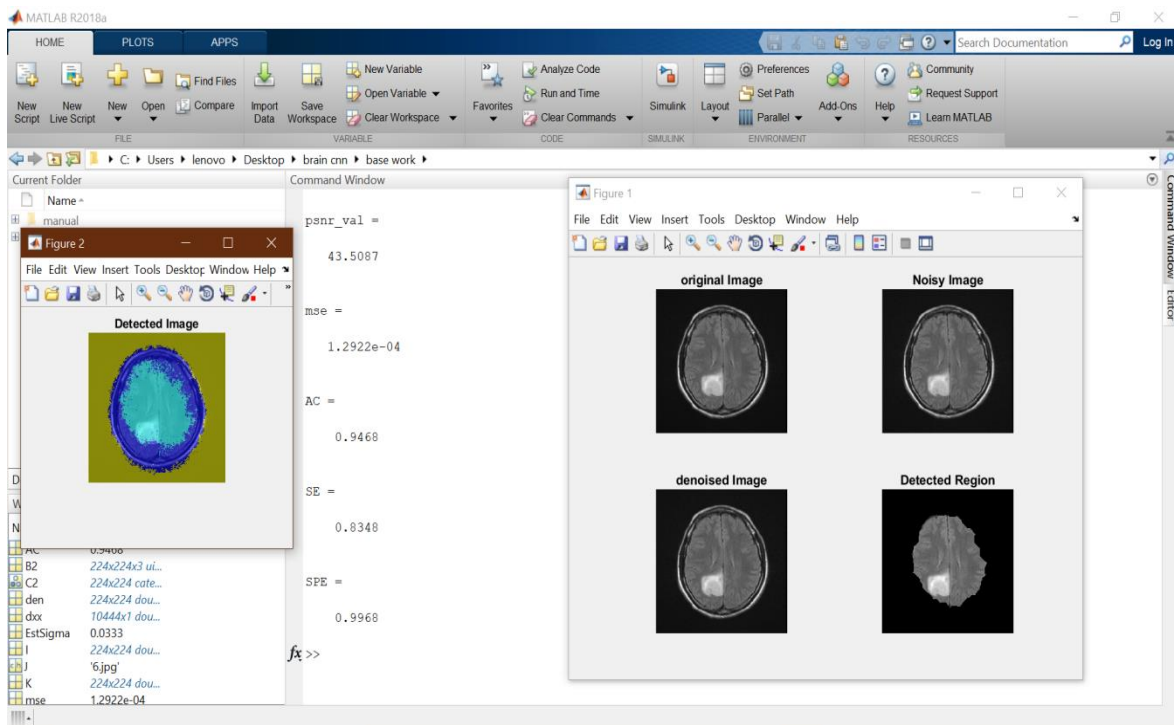 MATLAB R2018a
HOME PLOTS APPS
Search Documentation
Log In
New Script
New Live Script
New
Open
Find Files
Compare
Import Data
Save Workspace
New Variable
Open Variable
Clear Workspace
Favorites
Analyze Code
Run and Time
Clear Commands
Simulink
Layout
Preferences
Set Path
Parallel
Add-Ons
Help
Community
Request Support
Learn MATLAB
FILE VARIABLE CODE SIMULINK ENVIRONMENT RESOURCES
C: Users lenovo Desktop brain cnn base work
Current Folder
Name
manual
Figure 2
File Edit View Insert Tools Desktop Window Help
Detected Image
D
W
N
AC 0.9468
B2 224x224x3 ui...
C2 224x224 cate...
den 224x224 dou...
dxx 10444x1 dou...
EstSigma 0.0333
I 224x224 dou...
J '6.jpg'
K 224x224 dou...
mse 1.2922e-04
Command Window
psnr_val =
43.5087
mse =
1.2922e-04
AC =
0.9468
SE =
0.8348
SPE =
0.9968
fx >>
Figure 1
File Edit View Insert Tools Desktop Window Help
original Image
Noisy Image
denoised Image
Detected Region
Command Window
Editor